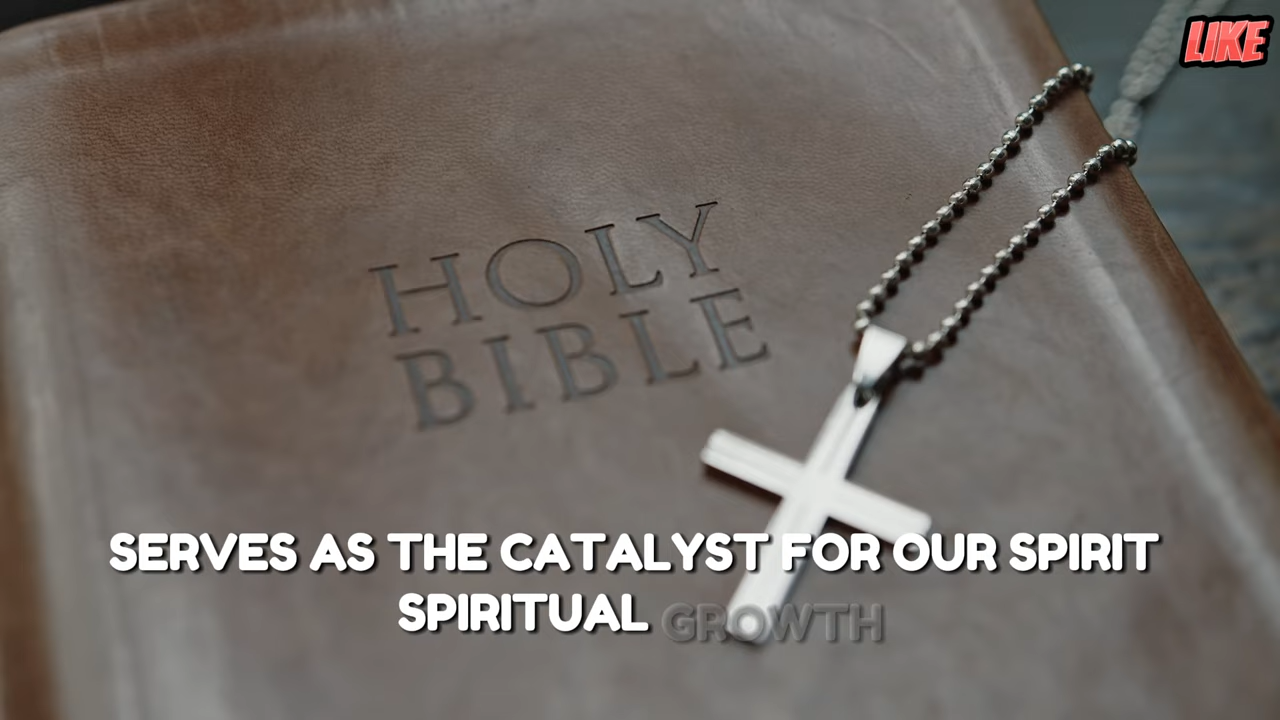 LIKE
HOLY
BIBLE
SERVES AS THE CATALYST FOR OUR SPIRIT
SPIRITUAL GROWTH